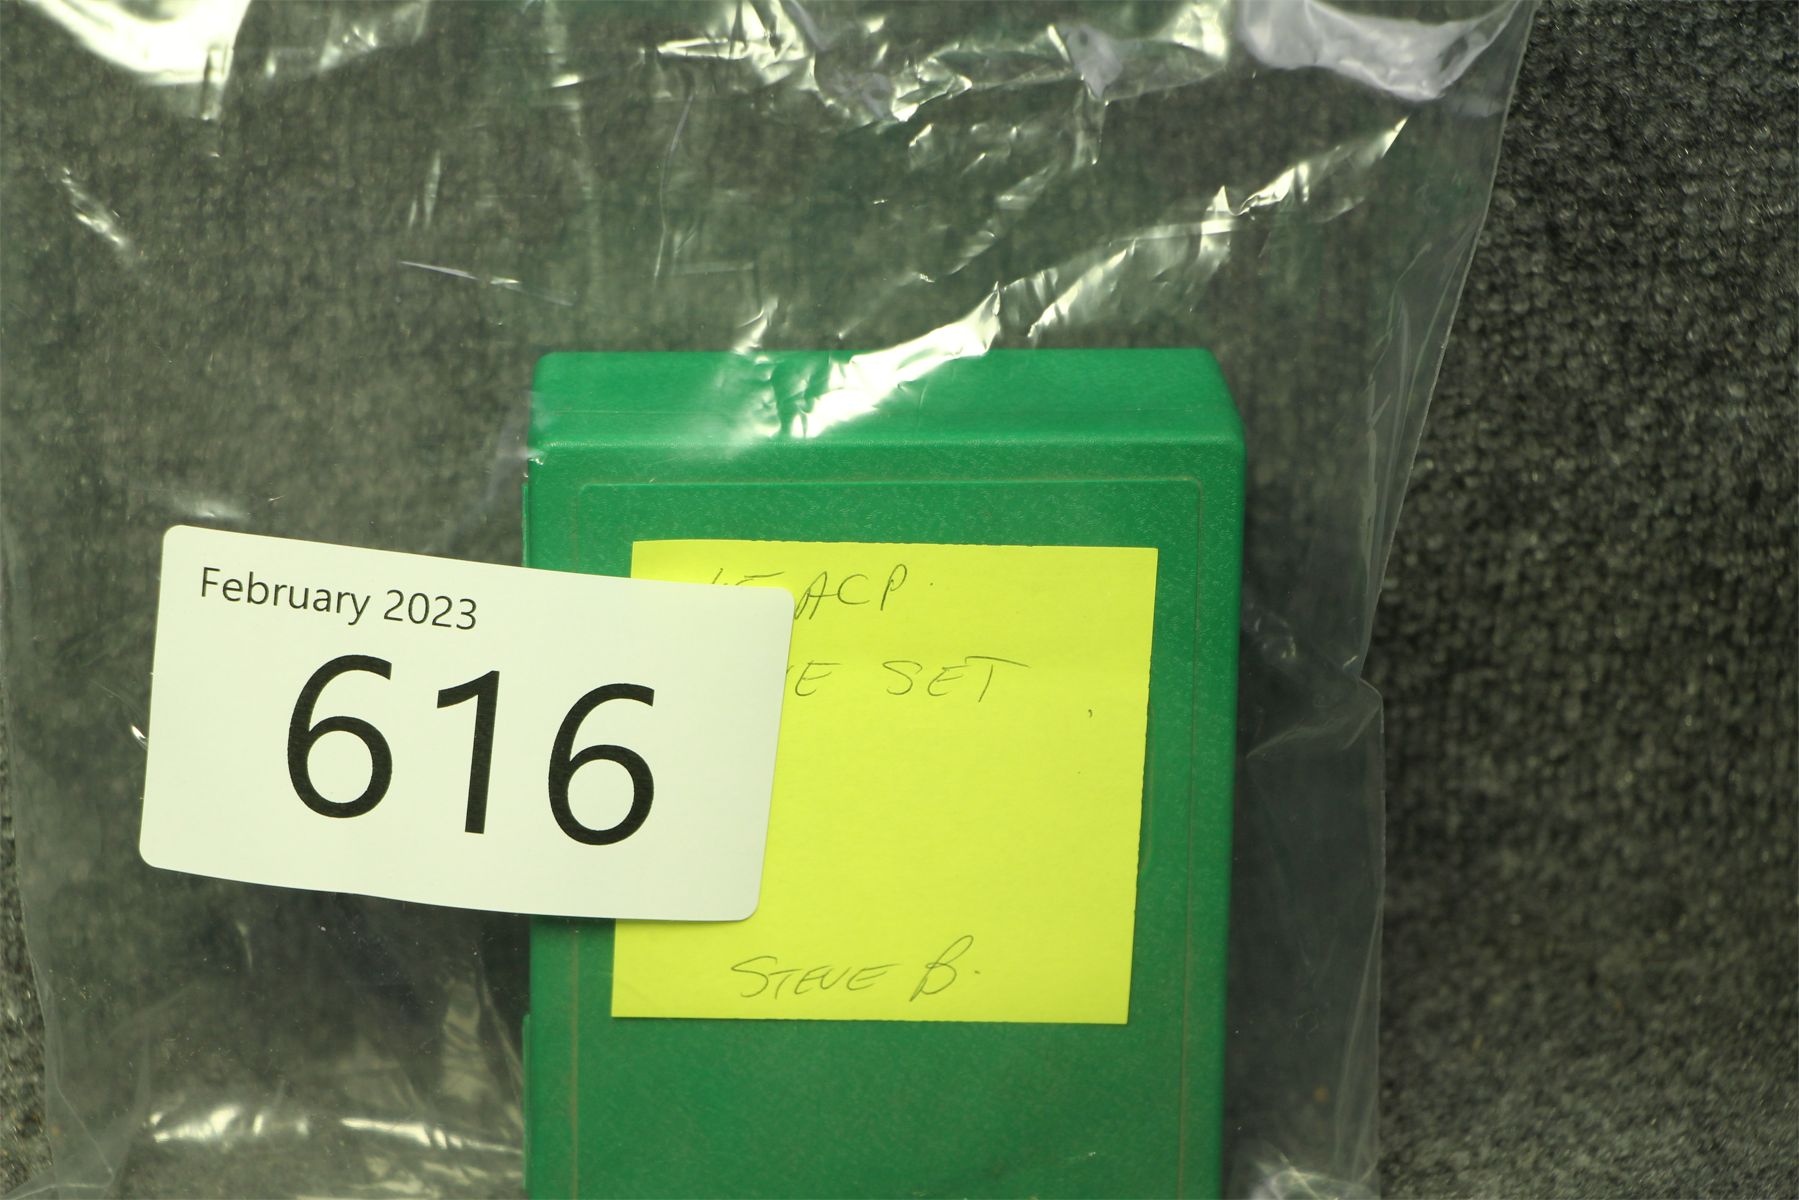 February 2023
616
ACP.
SET
STEVE B.